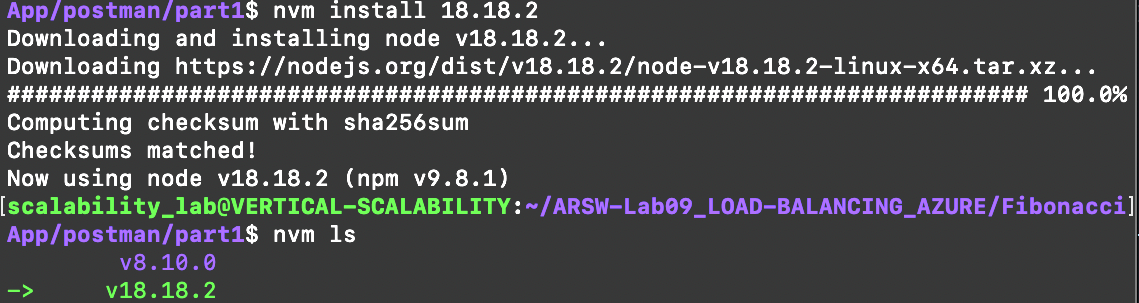 App/postman/part1$ nvm install 18.18.2
Downloading and installing node v18.18.2...
Downloading https://nodejs.org/dist/v18.18.2/node-v18.18.2-linux-x64.tar.xz...
######################################################################### 100.0%
Computing checksum with sha256sum
Checksums matched!
Now using node v18.18.2 (npm v9.8.1)
[scalability_lab@VERTICAL-SCALABILITY:~/ARSW-Lab09_LOAD-BALANCING_AZURE/Fibonacci]
App/postman/part1$ nvm ls
v8.10.0
-> v18.18.2